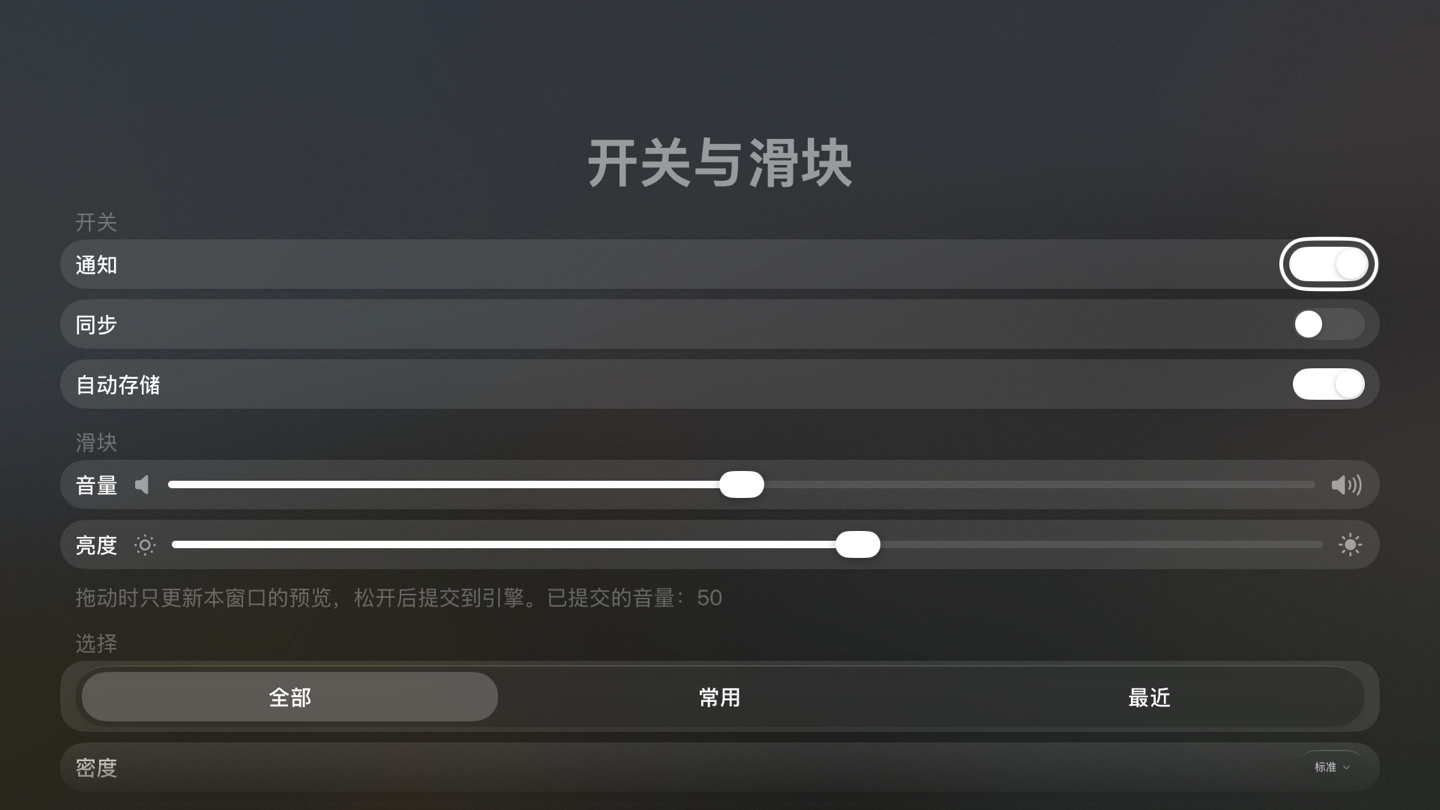 开关与滑块
开关
通知
同步
自动存储
滑块
音量
亮度
拖动时只更新本窗口的预览，松开后提交到引擎。已提交的音量：50
选择
全部 常用 最近
密度 标准